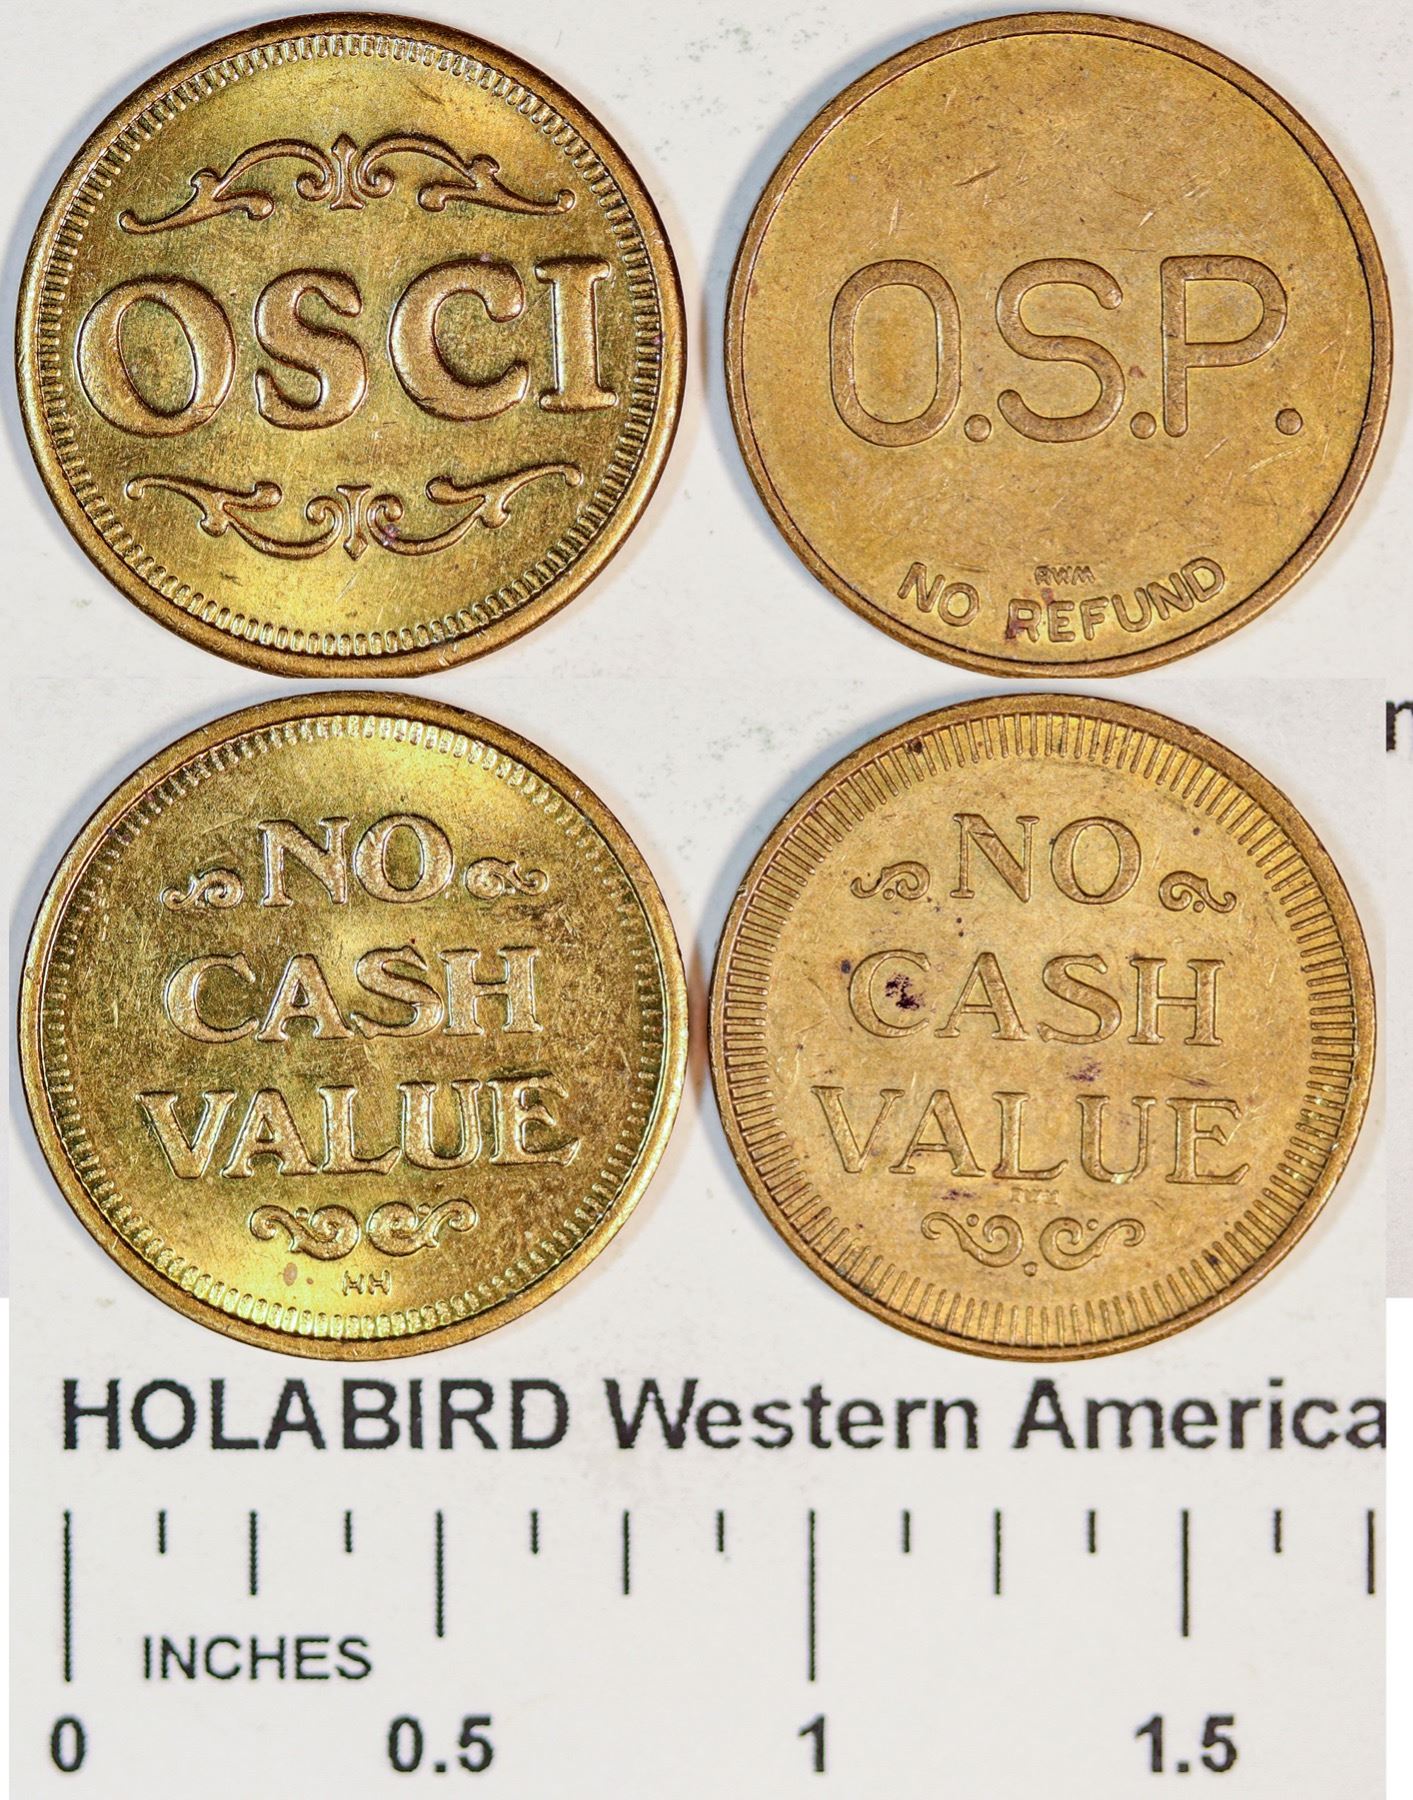 OSCI
O.S.P.
RWM
NO REFUND
NO
CASH
VALUE
HH
NO
CASH
VALUE
HOLABIRD Western America
INCHES
0 0.5 1 1.5